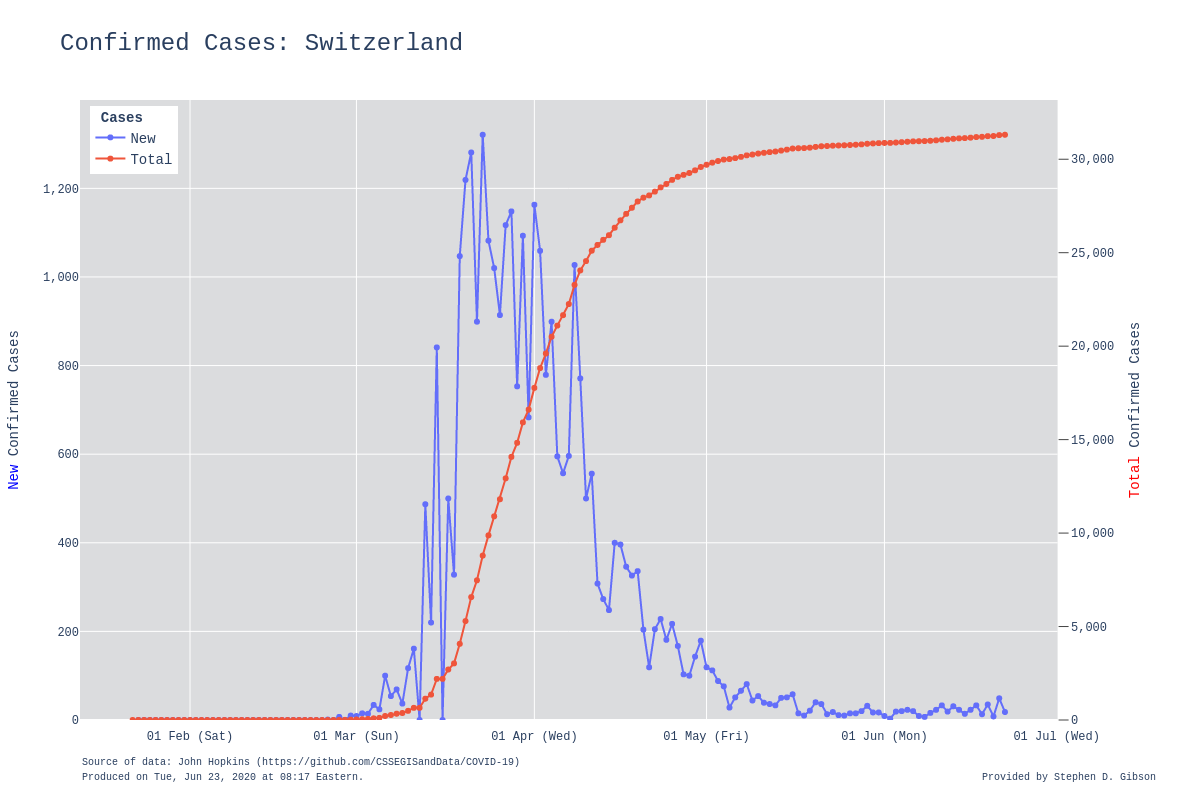 Confirmed Cases: Switzerland
Cases
New
Total
1,200
1,000
800
600
400
200
0
New Confirmed Cases
30,000
25,000
20,000
15,000
10,000
5,000
0
Total Confirmed Cases
01 Feb (Sat)
01 Mar (Sun)
01 Apr (Wed)
01 May (Fri)
01 Jun (Mon)
01 Jul (Wed)
Source of data: John Hopkins (https://github.com/CSSEGISandData/COVID-19)
Produced on Tue, Jun 23, 2020 at 08:17 Eastern.
Provided by Stephen D. Gibson